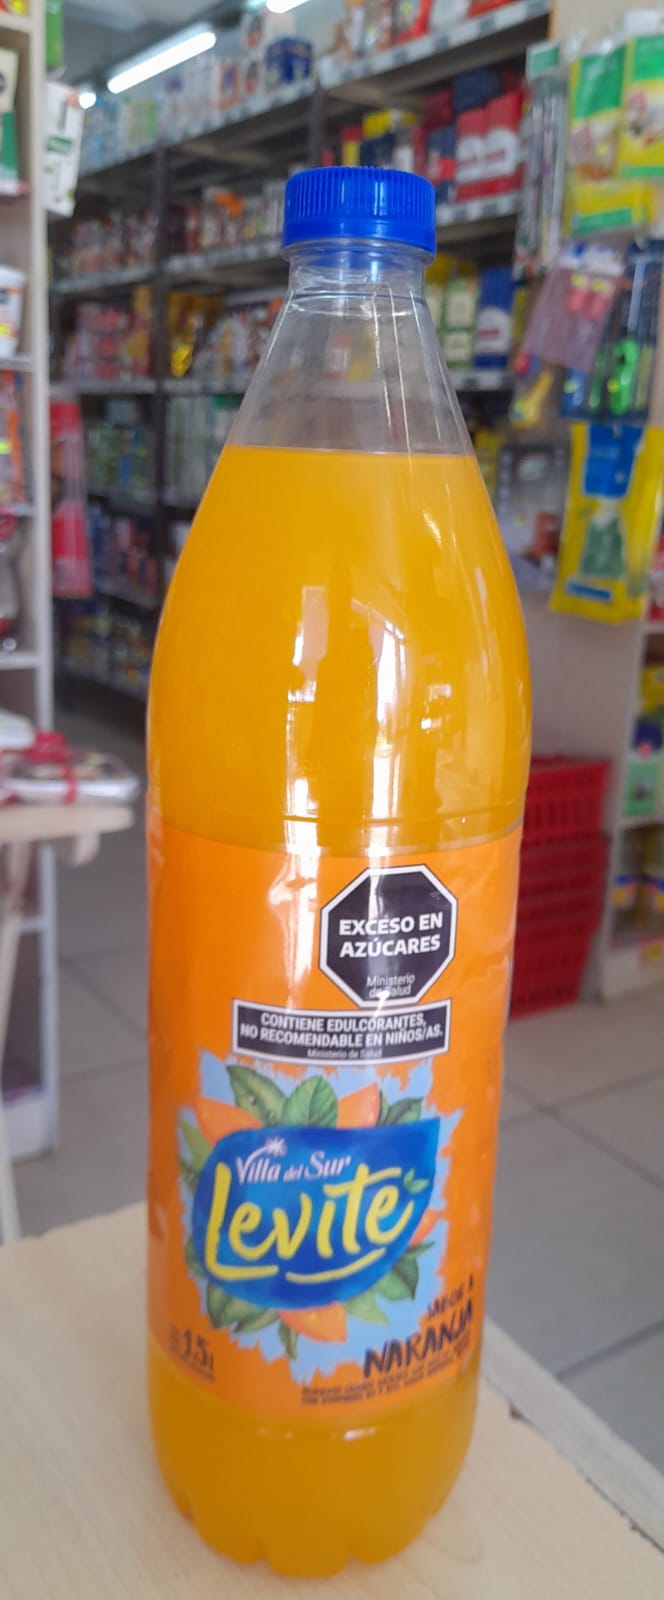 EXCESO EN
AZÚCARES
Ministerio
de Salud
CONTIENE EDULCORANTES,
NO RECOMENDABLE EN NIÑOS/AS.
Ministerio de Salud
Villa del Sur
Levité
SABOR A
NARANJA
1,5 l